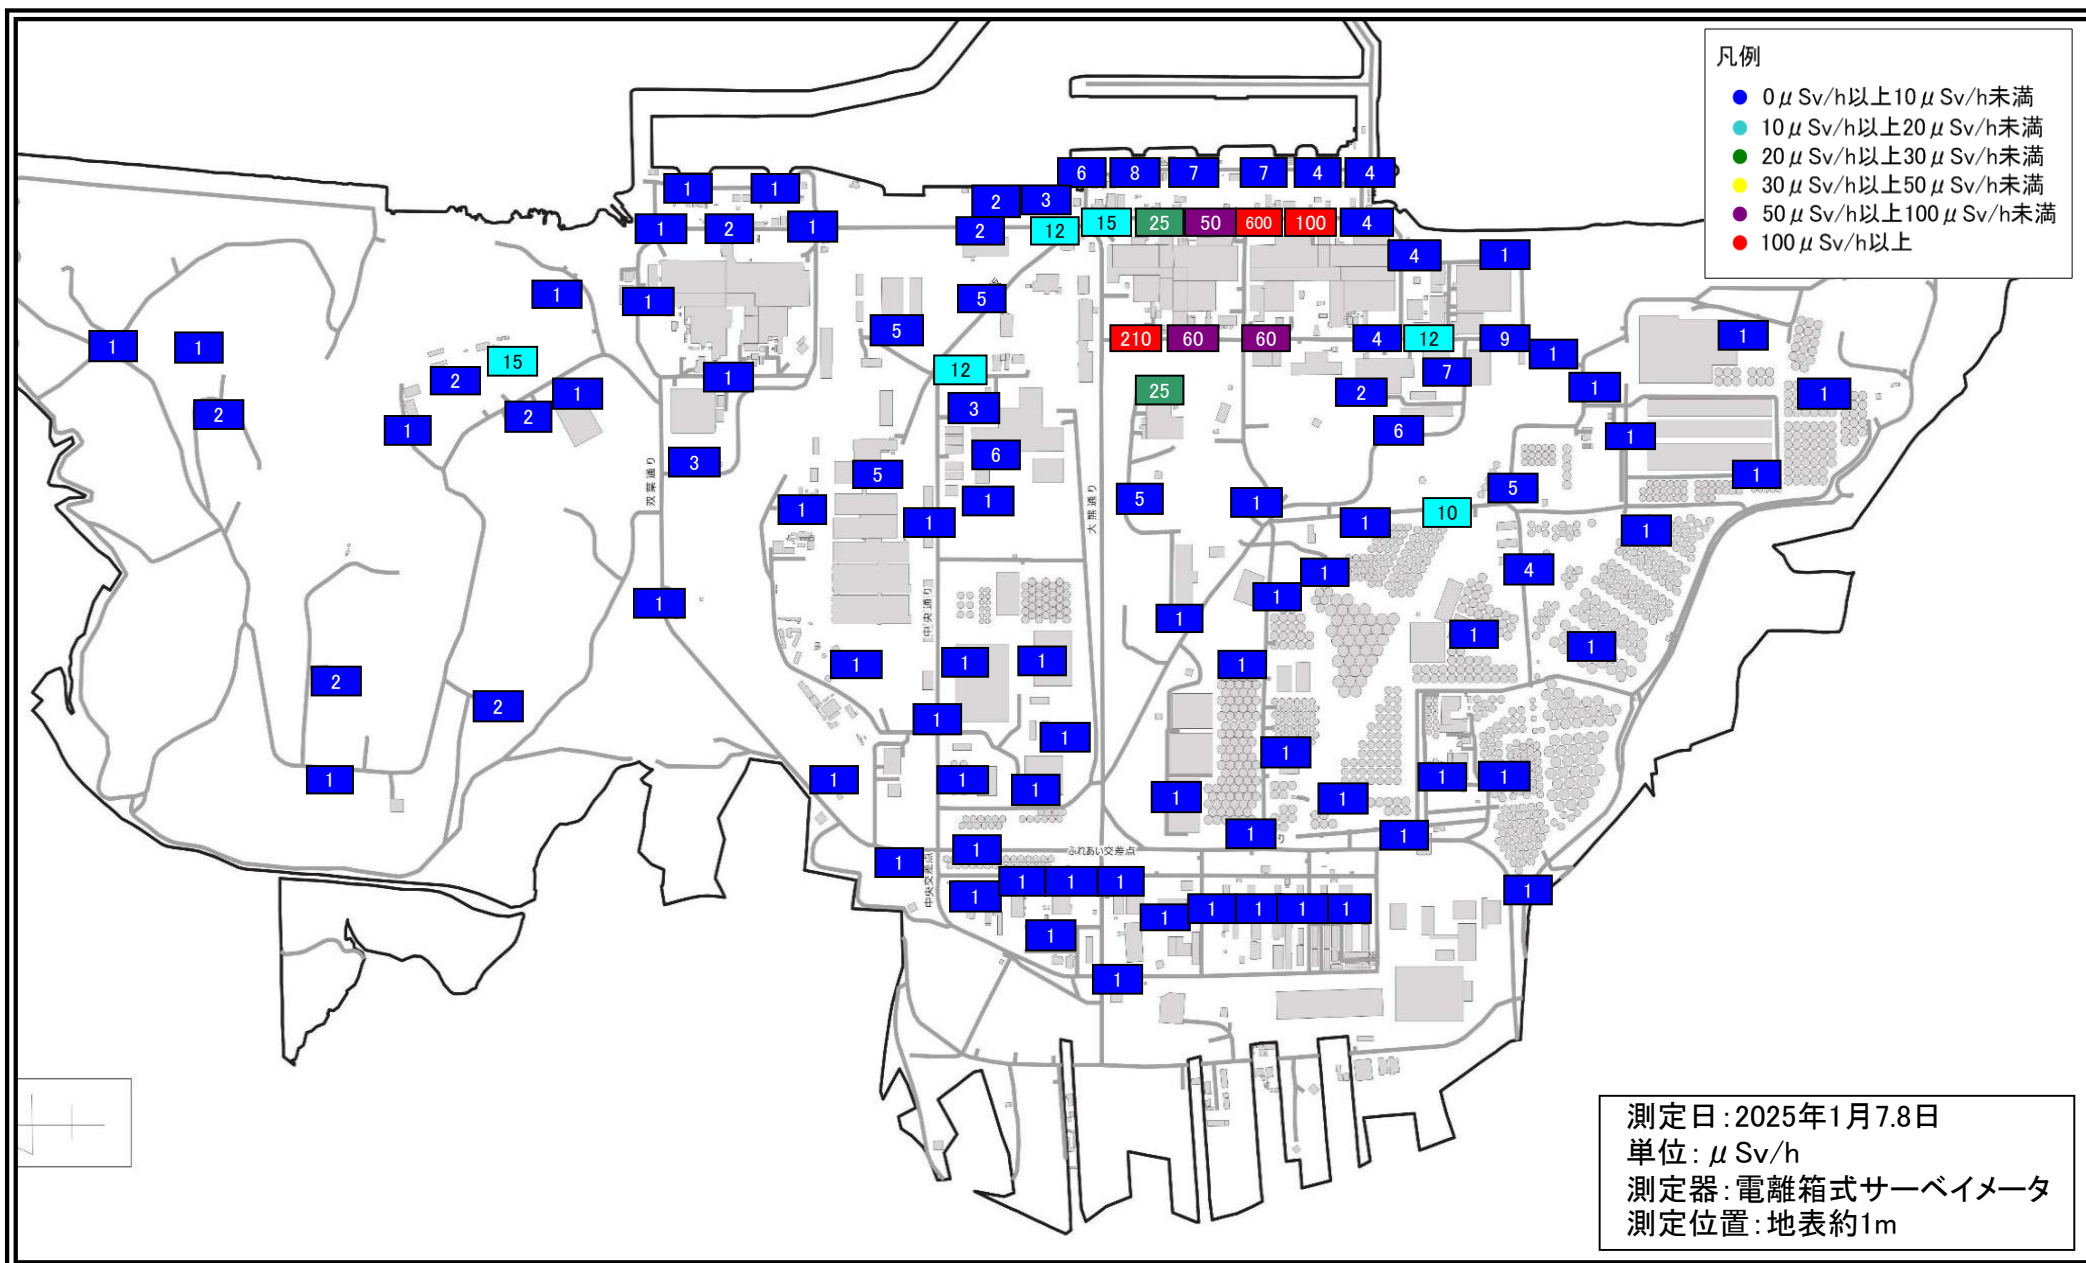 凡例
0μSv/h以上10μSv/h未満
10μSv/h以上20μSv/h未満
20μSv/h以上30μSv/h未満
30μSv/h以上50μSv/h未満
50μSv/h以上100μSv/h未満
100μSv/h以上
6 8 7 7 4 4
1 1 2 3
1 2 1 2 12 15 25 50 600 100 4
4 1
1 1 5
5
1 1 210 60 60 4 12 9 1 1
15 12 7
2 1 1 25 2 1 1
2 2 3
1 6 1
3 6
5 1 5
1 1 1 5 1 1
1 10 1
双葉通り
大熊通り
1 4
1 1
中央通り
1
1 1
1 1 1 1
2
2 1
1 1
1 1 1 1 1 1 1 1
1 1
1 1
ふれあい交差点
中央交差点
1 1 1 1 1
1 1 1 1 1
1
1
測定日:2025年1月7.8日
単位:μSv/h
測定器:電離箱式サーベイメータ
測定位置:地表約1m